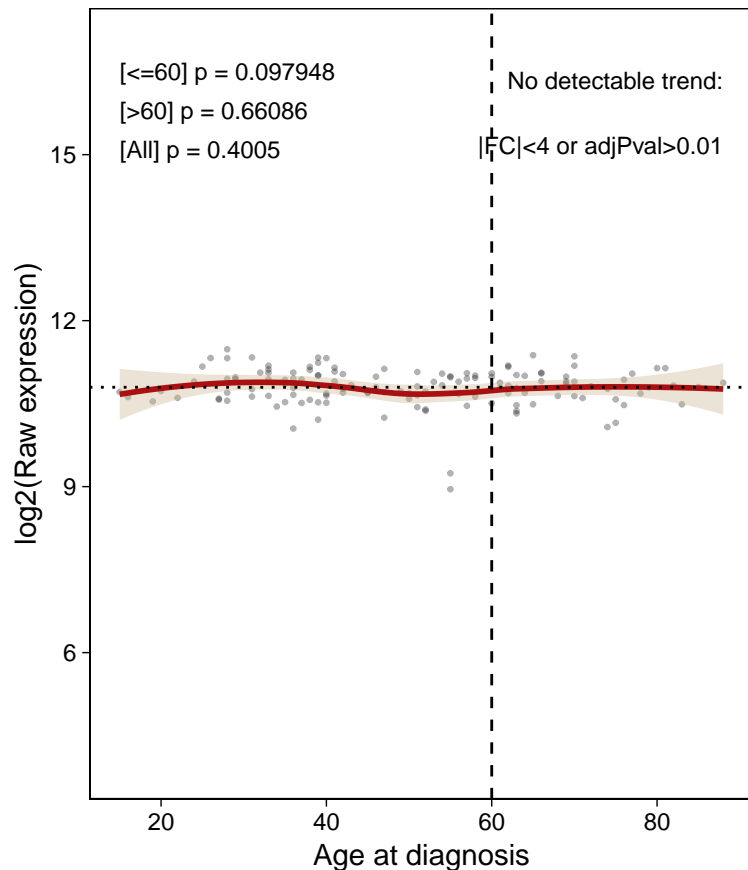 [<=60] p = 0.097948
[>60] p = 0.66086
[All] p = 0.4005
No detectable trend:
|FC|<4 or adjPval>0.01
log2(Raw expression)
15
12
9
6
20
40
60
80
Age at diagnosis